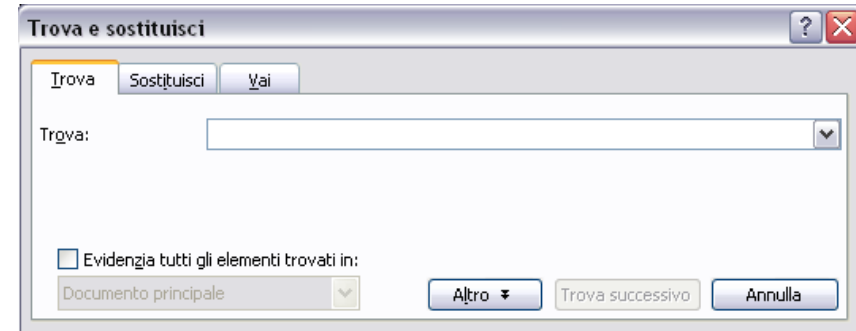 Trova e sostituisci
Trova Sostituisci Vai
Trova:
Evidenzia tutti gli elementi trovati in:
Documento principale Altro Trova successivo Annulla